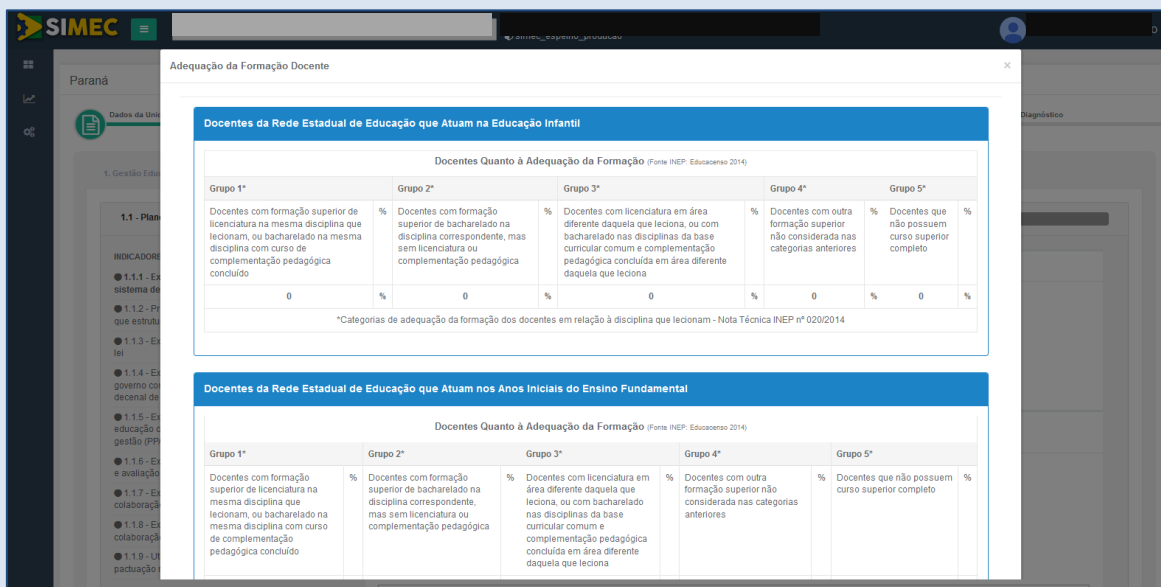 SIMEC
simec_espelho_producao
Adequação da Formação Docente
×
Paraná
Dados da Unid
Diagnóstico
1. Gestão Edu
1.1 - Plan
INDICADORE
1.1.1 - Ex
sistema de
1.1.2 - Pr
que estrutu
1.1.3 - Ex
lei
1.1.4 - Ex
governo con
decenal de
1.1.5 - Ex
educação c
gestão (PP
1.1.6 - Ex
e avaliação
1.1.7 - Ex
colaboraçã
1.1.8 - Ex
colaboraçã
1.1.9 - Ut
pactuação
Docentes da Rede Estadual de Educação que Atuam na Educação Infantil
Docentes Quanto à Adequação da Formação (Fonte INEP: Educacenso 2014)
Grupo 1* Grupo 2* Grupo 3* Grupo 4* Grupo 5*
Docentes com formação superior de
licenciatura na mesma disciplina que
lecionam, ou bacharelado na mesma
disciplina com curso de
complementação pedagógica
concluído
%
Docentes com formação
superior de bacharelado na
disciplina correspondente, mas
sem licenciatura ou
complementação pedagógica
%
Docentes com licenciatura em área
diferente daquela que leciona, ou com
bacharelado nas disciplinas da base
curricular comum e complementação
pedagógica concluída em área diferente
daquela que leciona
%
Docentes com outra
formação superior
não considerada nas
categorias anteriores
%
Docentes que
não possuem
curso superior
completo
%
0 % 0 % 0 % 0 % 0 %
*Categorias de adequação da formação dos docentes em relação à disciplina que lecionam - Nota Técnica INEP nº 020/2014
Docentes da Rede Estadual de Educação que Atuam nos Anos Iniciais do Ensino Fundamental
Docentes Quanto à Adequação da Formação (Fonte INEP: Educacenso 2014)
Grupo 1* Grupo 2* Grupo 3* Grupo 4* Grupo 5*
Docentes com formação
superior de licenciatura na
mesma disciplina que
lecionam, ou bacharelado na
mesma disciplina com curso
de complementação
pedagógica concluído
%
Docentes com formação
superior de bacharelado na
disciplina correspondente,
mas sem licenciatura ou
complementação pedagógica
%
Docentes com licenciatura em
área diferente daquela que
leciona, ou com bacharelado
nas disciplinas da base
curricular comum e
complementação pedagógica
concluída em área diferente
daquela que leciona
%
Docentes com outra
formação superior não
considerada nas categorias
anteriores
%
Docentes que não possuem
curso superior completo
%